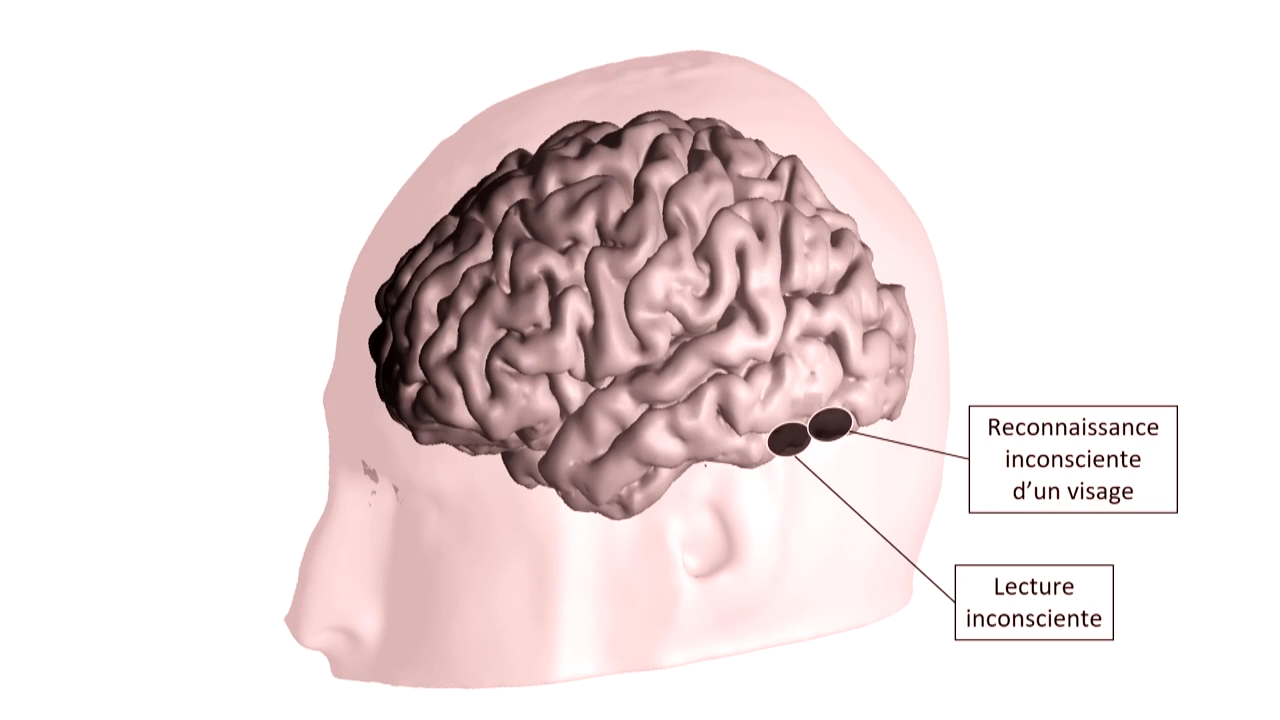 Reconnaissance
inconsciente
d’un visage
Lecture
inconsciente